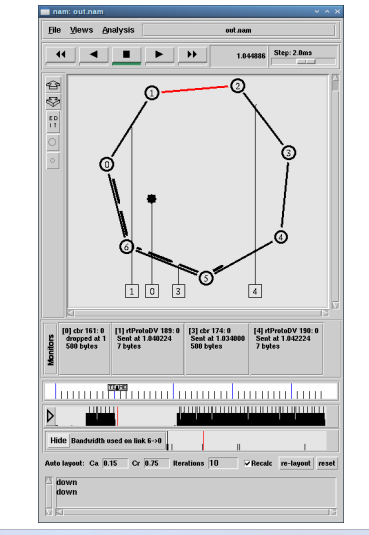 nam: out.nam
File Views Analysis out.nam
1.044886 Step: 2.0ms
ED
IT
1 2
0 3
6 4
5
1 0 3 4
Monitors
[0] cbr 161: 0
dropped at 1
500 bytes
[1] rtProtoDV 189: 0
Sent at 1.040224
7 bytes
[3] cbr 174: 0
Sent at 1.034000
500 bytes
[4] rtProtoDV 190: 0
Sent at 1.042224
7 bytes
Hide Bandwidth used on link 6->0
Auto layout: Ca 0.15 Cr 0.75 Iterations 10 Recalc re-layout reset
down
down